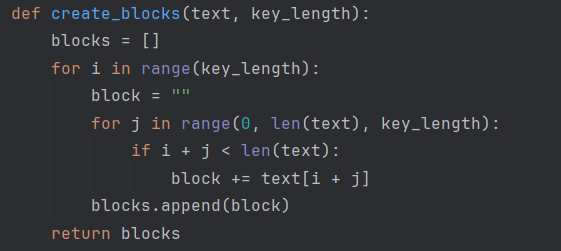 def create_blocks(text, key_length):
    blocks = []
    for i in range(key_length):
        block = ""
        for j in range(0, len(text), key_length):
            if i + j < len(text):
                block += text[i + j]
        blocks.append(block)
    return blocks